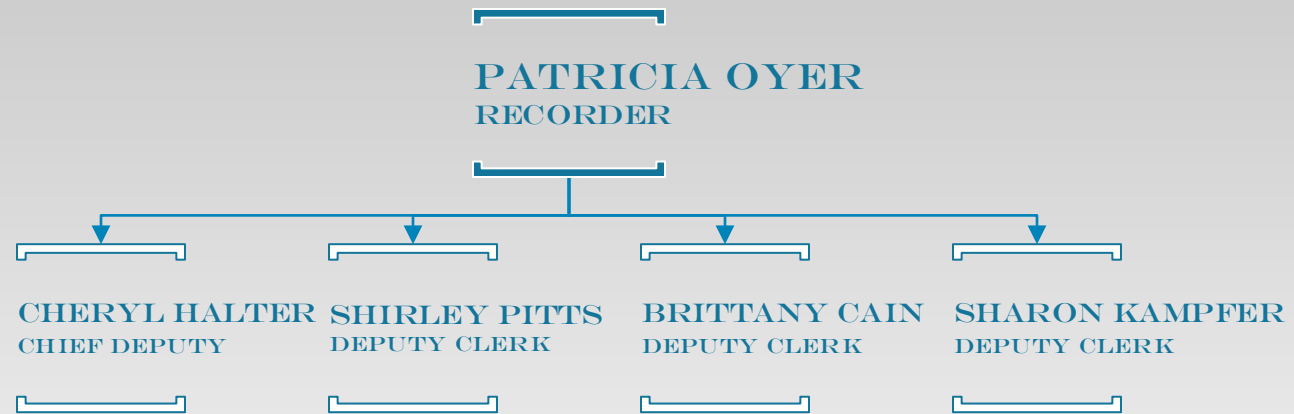 PATRICIA OYER
RECORDER
CHERYL HALTER
CHIEF DEPUTY
SHIRLEY PITTS
DEPUTY CLERK
BRITTANY CAIN
DEPUTY CLERK
SHARON KAMPFER
DEPUTY CLERK